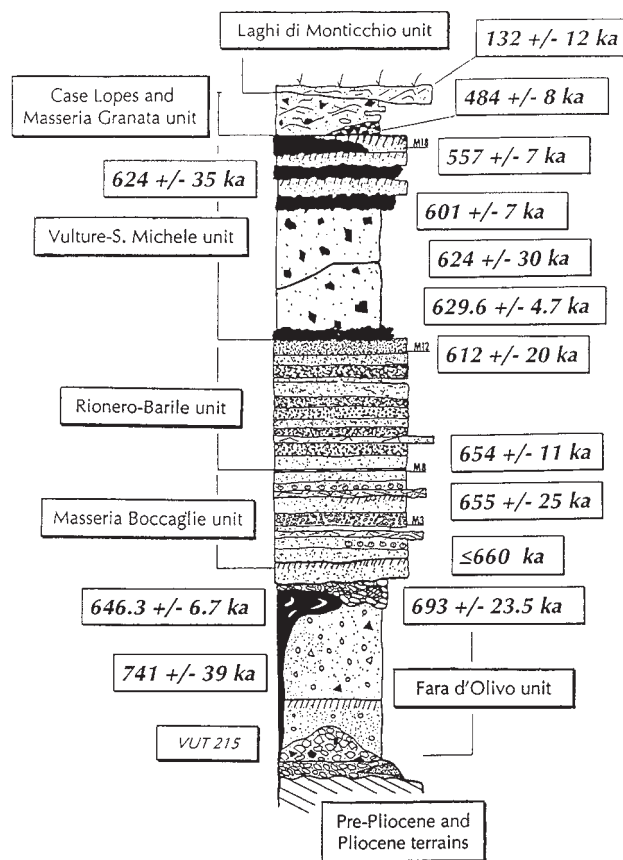 Laghi di Monticchio unit
132 +/- 12 ka
Case Lopes and
Masseria Granata unit
484 +/- 8 ka
M18
557 +/- 7 ka
624 +/- 35 ka
601 +/- 7 ka
Vulture-S. Michele unit
624 +/- 30 ka
629.6 +/- 4.7 ka
M12
612 +/- 20 ka
Rionero-Barile unit
654 +/- 11 ka
M8
655 +/- 25 ka
Masseria Boccaglie unit
M3
≤660 ka
646.3 +/- 6.7 ka
693 +/- 23.5 ka
741 +/- 39 ka
Fara d'Olivo unit
VUT 215
Pre-Pliocene and
Pliocene terrains